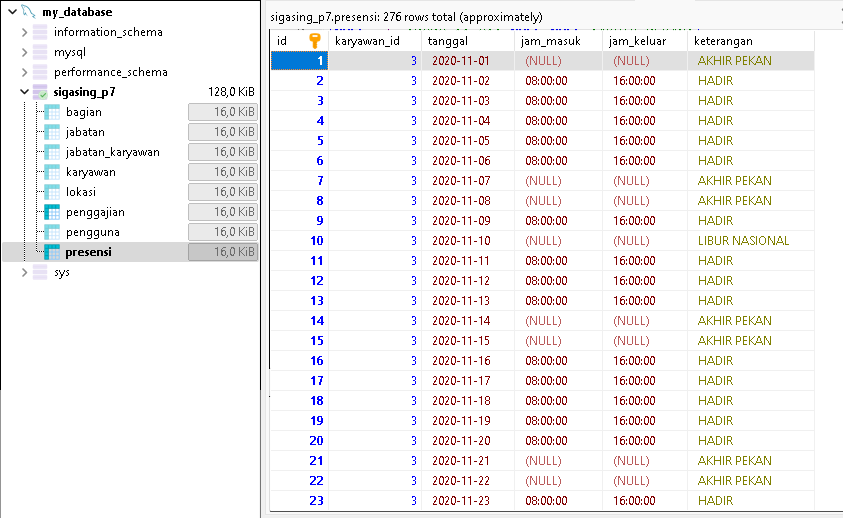 my_database
information_schema
mysql
performance_schema
sigasing_p7 128,0 KiB
bagian 16,0 KiB
jabatan 16,0 KiB
jabatan_karyawan 16,0 KiB
karyawan 16,0 KiB
lokasi 16,0 KiB
penggajian 16,0 KiB
pengguna 16,0 KiB
presensi 16,0 KiB
sys
sigasing_p7.presensi: 276 rows total (approximately)
id karyawan_id tanggal jam_masuk jam_keluar keterangan
1 3 2020-11-01 (NULL) (NULL) AKHIR PEKAN
2 3 2020-11-02 08:00:00 16:00:00 HADIR
3 3 2020-11-03 08:00:00 16:00:00 HADIR
4 3 2020-11-04 08:00:00 16:00:00 HADIR
5 3 2020-11-05 08:00:00 16:00:00 HADIR
6 3 2020-11-06 08:00:00 16:00:00 HADIR
7 3 2020-11-07 (NULL) (NULL) AKHIR PEKAN
8 3 2020-11-08 (NULL) (NULL) AKHIR PEKAN
9 3 2020-11-09 08:00:00 16:00:00 HADIR
10 3 2020-11-10 (NULL) (NULL) LIBUR NASIONAL
11 3 2020-11-11 08:00:00 16:00:00 HADIR
12 3 2020-11-12 08:00:00 16:00:00 HADIR
13 3 2020-11-13 08:00:00 16:00:00 HADIR
14 3 2020-11-14 (NULL) (NULL) AKHIR PEKAN
15 3 2020-11-15 (NULL) (NULL) AKHIR PEKAN
16 3 2020-11-16 08:00:00 16:00:00 HADIR
17 3 2020-11-17 08:00:00 16:00:00 HADIR
18 3 2020-11-18 08:00:00 16:00:00 HADIR
19 3 2020-11-19 08:00:00 16:00:00 HADIR
20 3 2020-11-20 08:00:00 16:00:00 HADIR
21 3 2020-11-21 (NULL) (NULL) AKHIR PEKAN
22 3 2020-11-22 (NULL) (NULL) AKHIR PEKAN
23 3 2020-11-23 08:00:00 16:00:00 HADIR